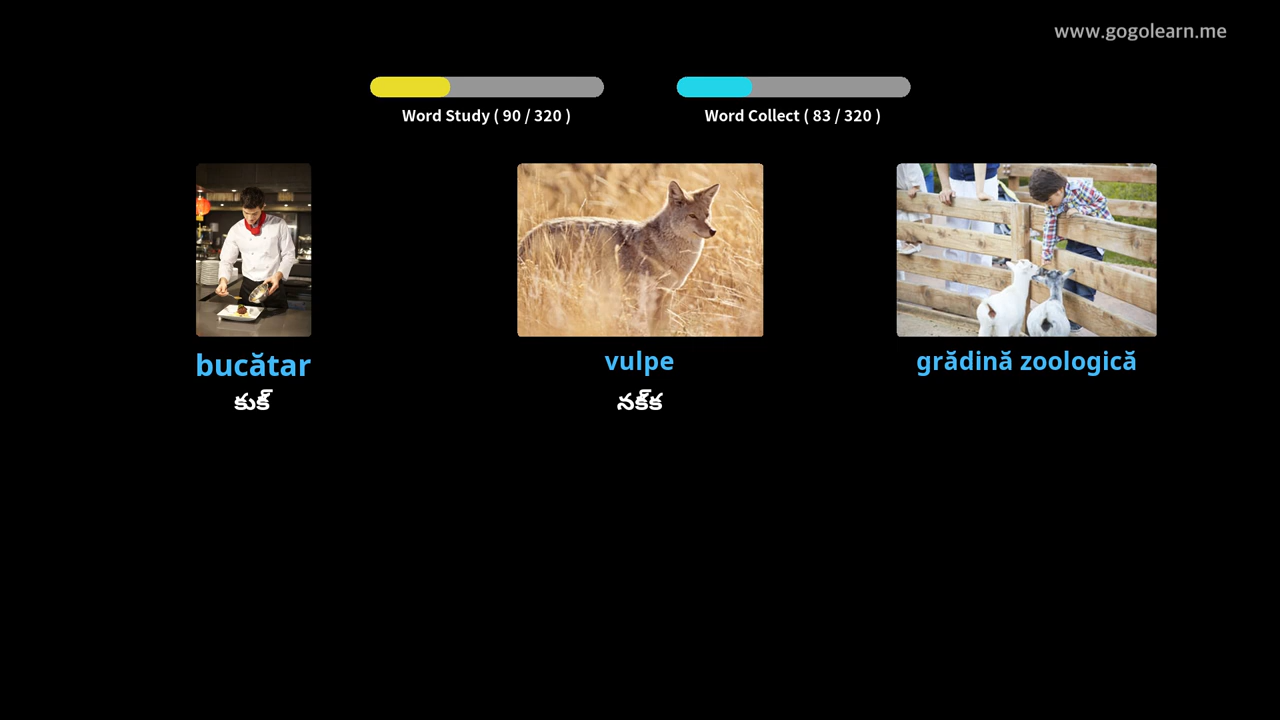 www.gogolearn.me
Word Study ( 90 / 320 )
Word Collect ( 83 / 320 )
bucătar
vulpe
grădină zoologică
కుక్
నక్క